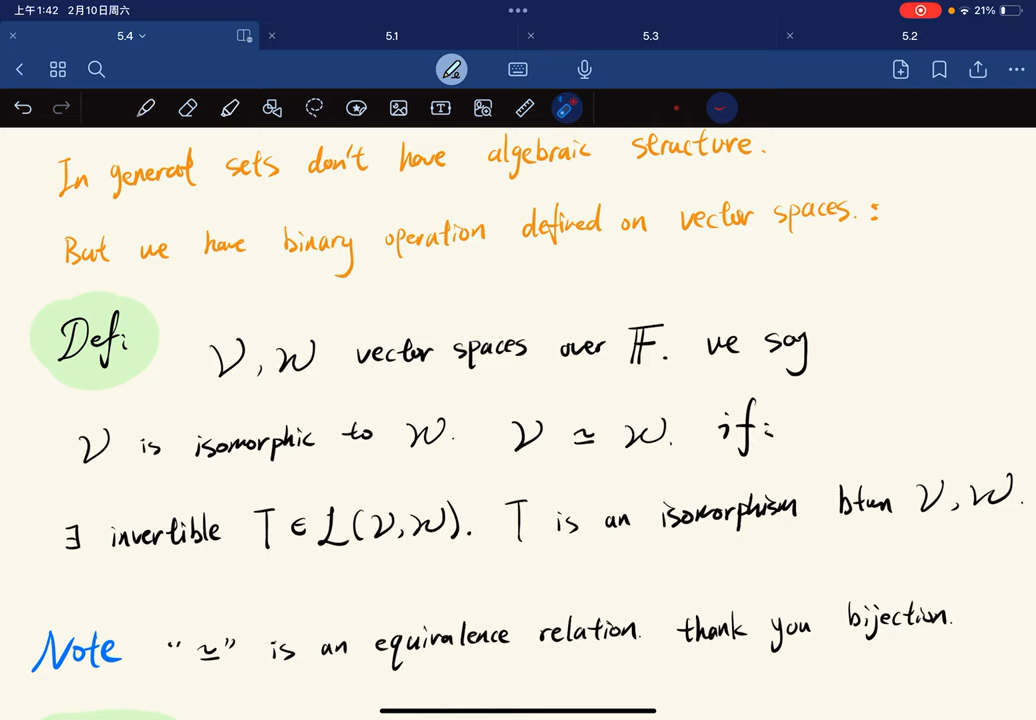 上午1:42 2月10日周六
21%
5.4
5.1
5.3
5.2
In general sets don't have algebraic structure.
But we have binary operation defined on vector spaces. :
Def:
V, W vector spaces over 𝔽. we say
V is isomorphic to W. V ≃ W. if:
∃ invertible T ∈ L(V, W). T is an isomorphism btwn V, W.
Note "≃" is an equivalence relation. thank you bijection.